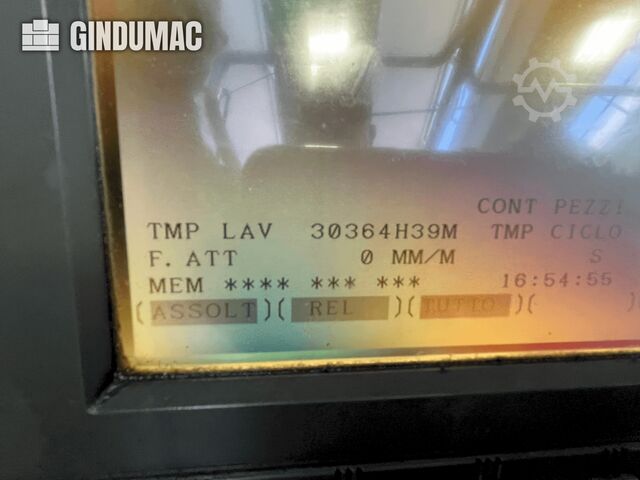 GINDUMAC
CONT PEZZI
TMP LAV 30364H39M TMP CICLO
F. ATT 0 MM/M S
MEM **** *** *** 16:54:55
(ASSOLT)( REL )( TUTTO )( )